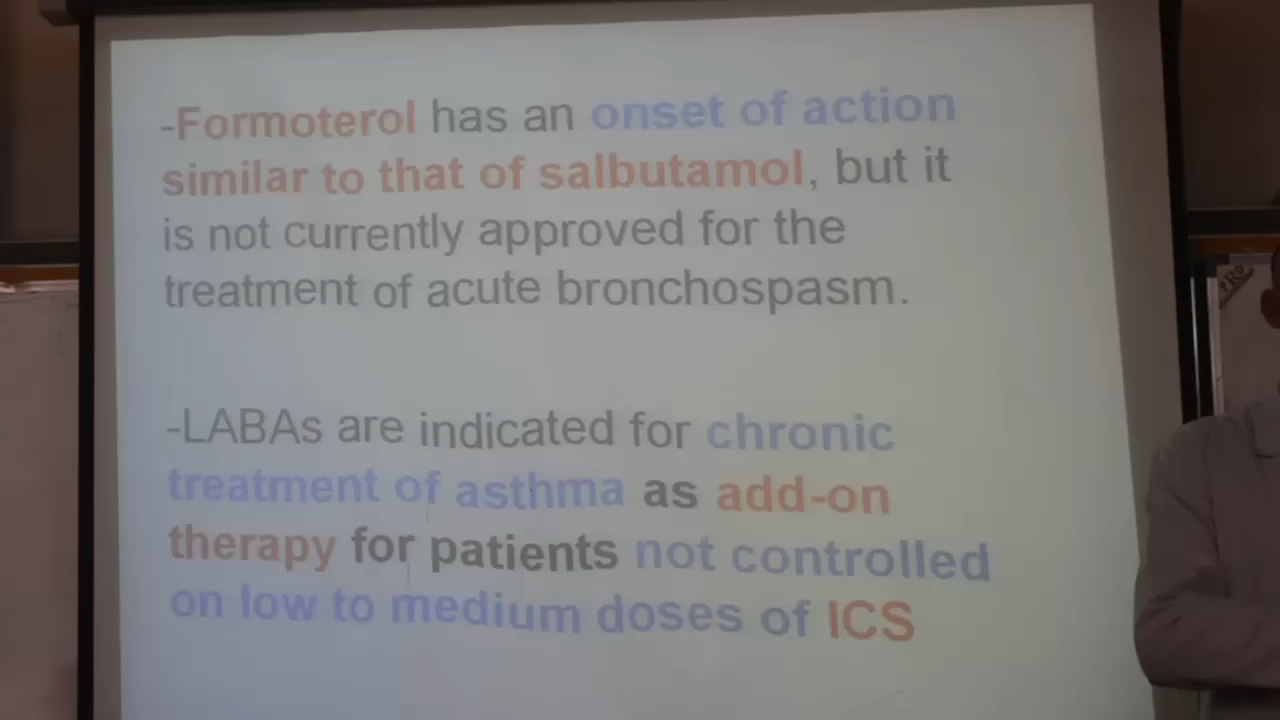 -Formoterol has an onset of action
similar to that of salbutamol, but it
is not currently approved for the
treatment of acute bronchospasm.
-LABAs are indicated for chronic
treatment of asthma as add-on
therapy for patients not controlled
on low to medium doses of ICS
PRO